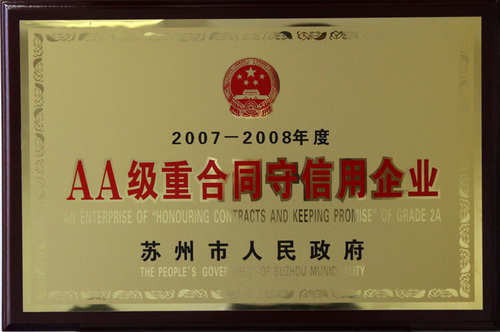 2007-2008年度
AA级重合同守信用企业
AN ENTERPRISE OF "HONOURING CONTRACTS AND KEEPING PROMISE" OF GRADE 2A
苏州市人民政府
THE PEOPLE'S GOVERNMENT OF SUZHOU MUNICIPALITY